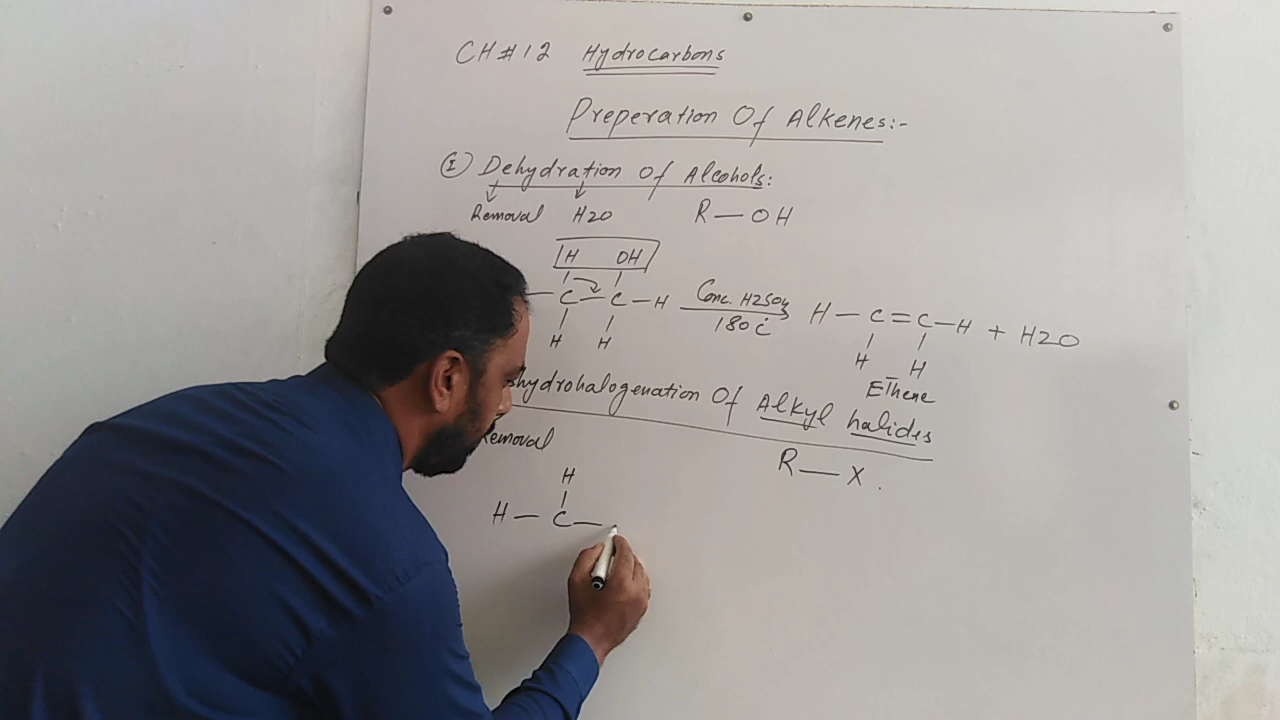 CH#12 Hydrocarbons
Preperation Of Alkenes:-
I Dehydration Of Alcohols:
Removal H2O R—OH
H OH
—C—C—H Conc. H2SO4 180°C H—C=C—H + H2O
H H H H
Ethene
hydrohalogenation Of Alkyl halides
Removal R—X.
H
H—C—